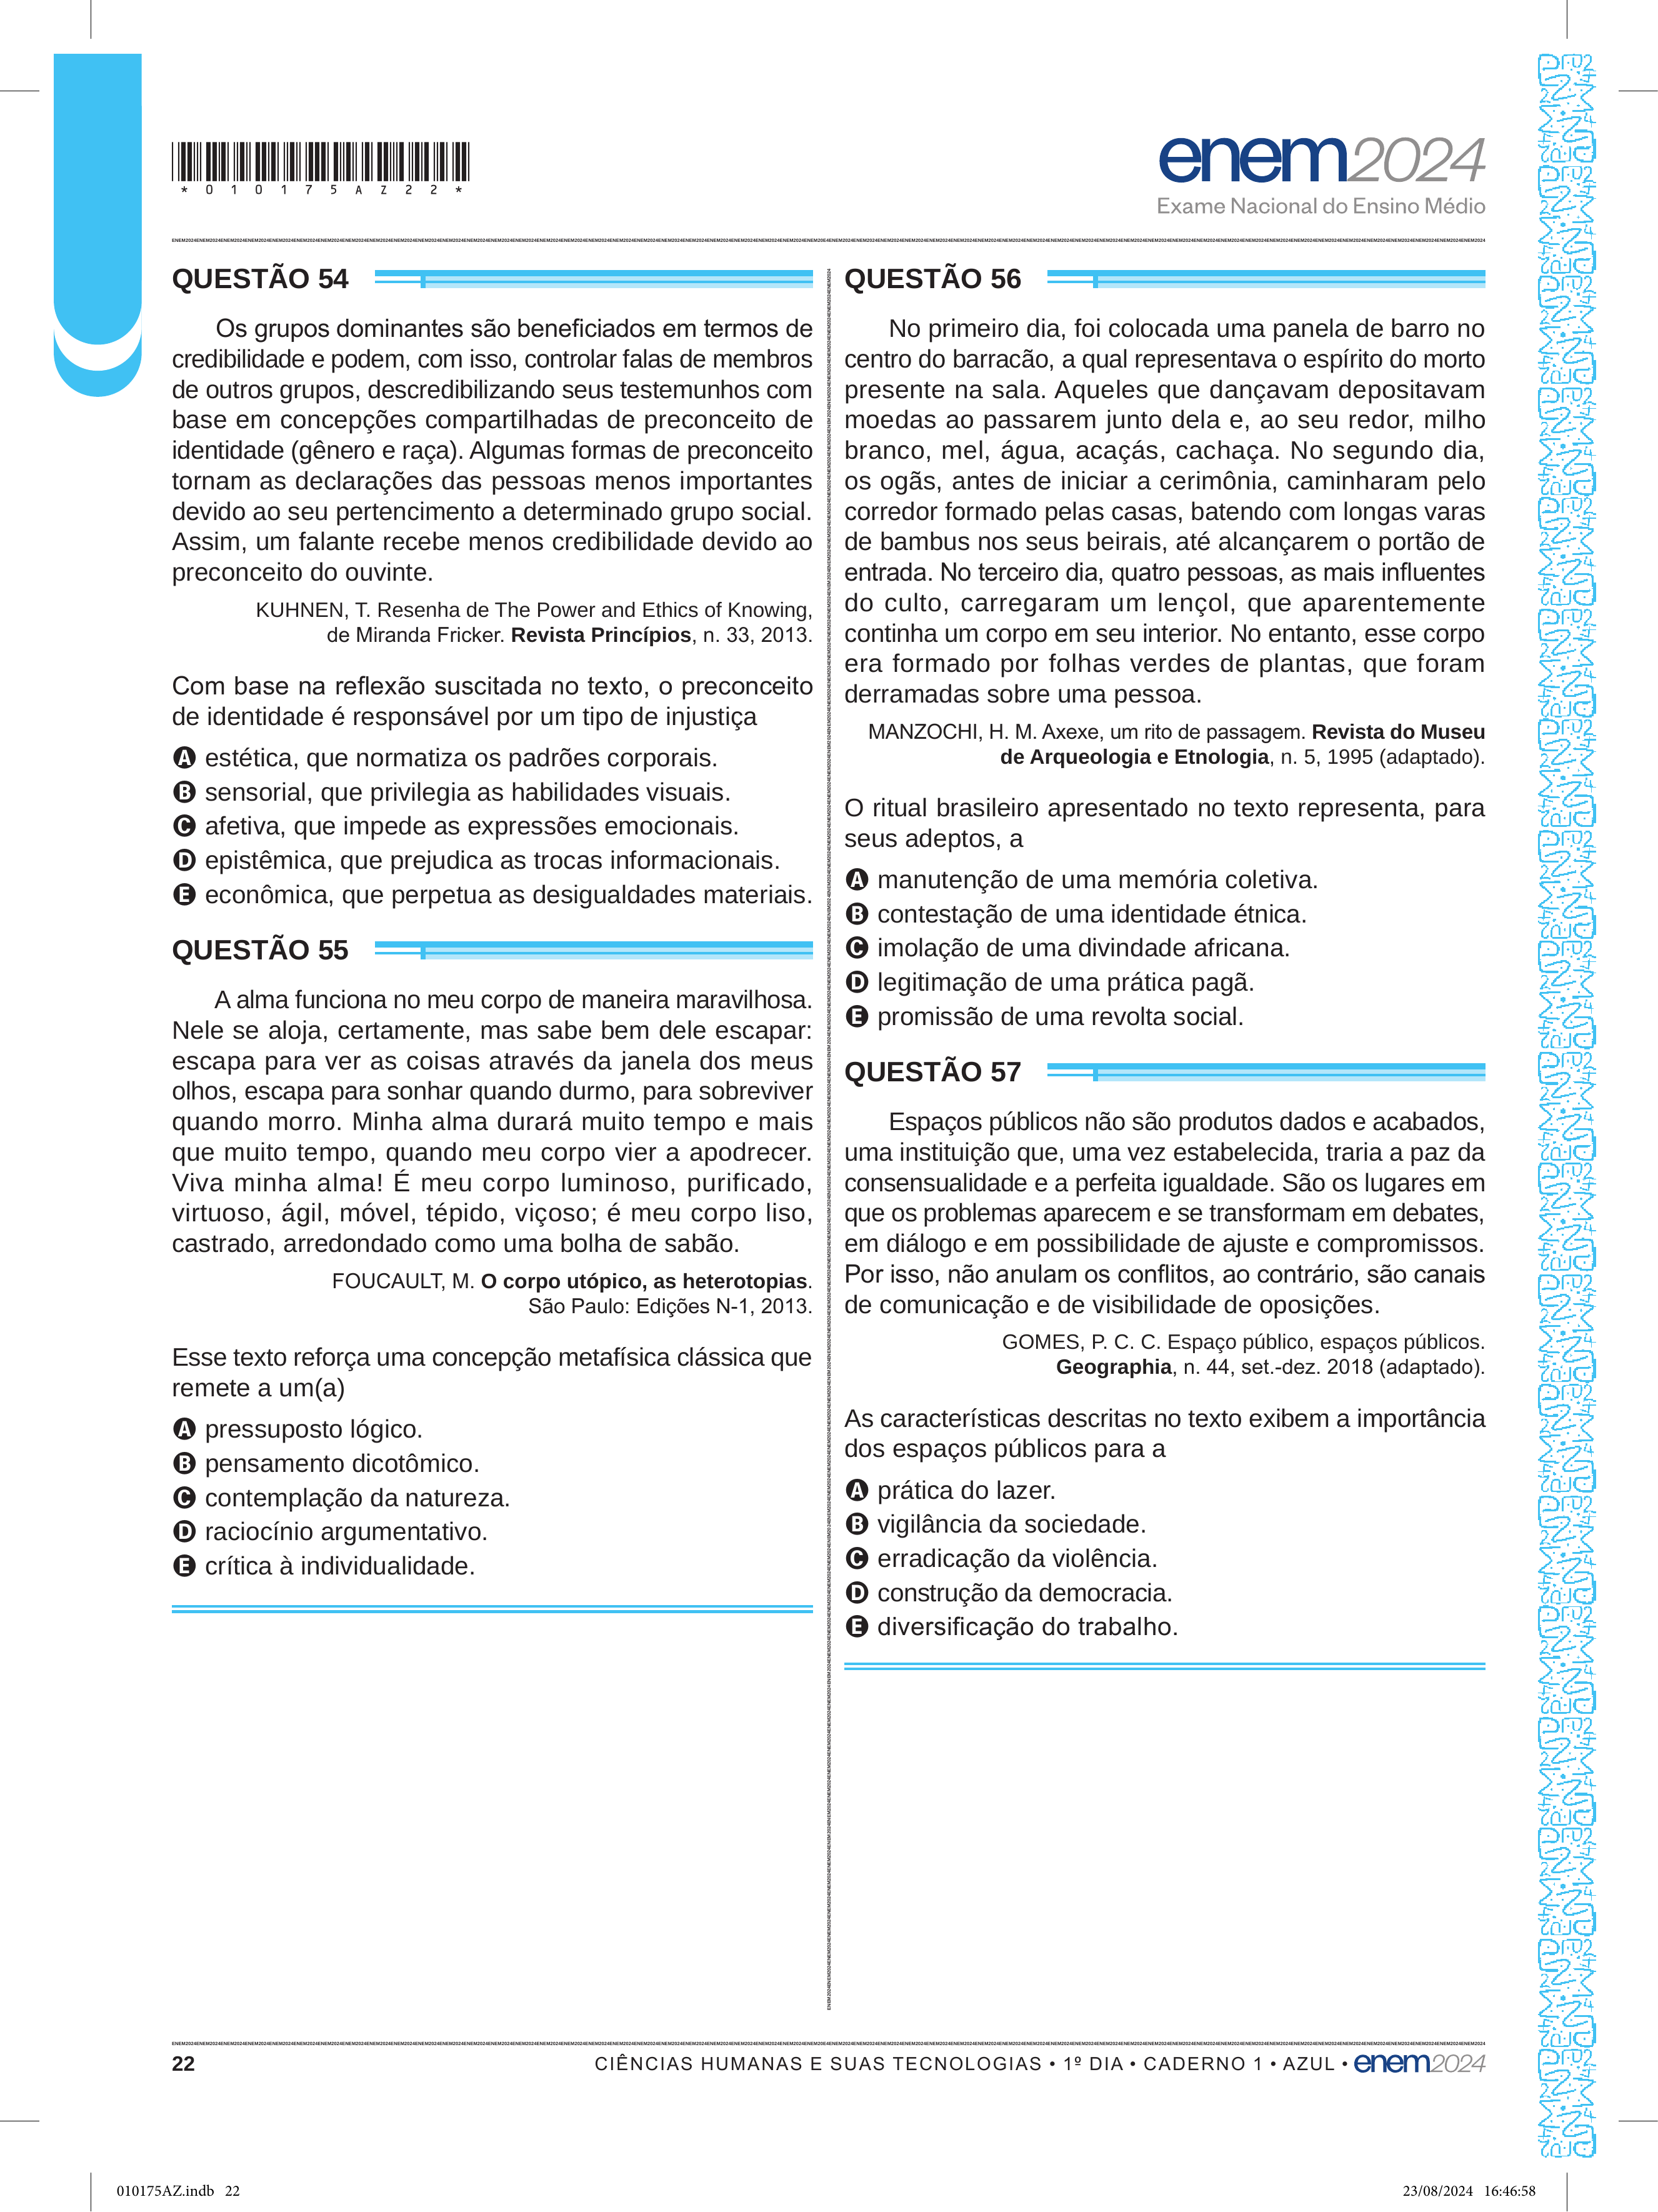 *010175AZ22*
enem2024
Exame Nacional do Ensino Médio
QUESTÃO 54
Os grupos dominantes são beneficiados em termos de
credibilidade e podem, com isso, controlar falas de membros
de outros grupos, descredibilizando seus testemunhos com
base em concepções compartilhadas de preconceito de
identidade (gênero e raça). Algumas formas de preconceito
tornam as declarações das pessoas menos importantes
devido ao seu pertencimento a determinado grupo social.
Assim, um falante recebe menos credibilidade devido ao
preconceito do ouvinte.
KUHNEN, T. Resenha de The Power and Ethics of Knowing,
de Miranda Fricker. Revista Princípios, n. 33, 2013.
Com base na reflexão suscitada no texto, o preconceito
de identidade é responsável por um tipo de injustiça
A estética, que normatiza os padrões corporais.
B sensorial, que privilegia as habilidades visuais.
C afetiva, que impede as expressões emocionais.
D epistêmica, que prejudica as trocas informacionais.
E econômica, que perpetua as desigualdades materiais.
QUESTÃO 55
A alma funciona no meu corpo de maneira maravilhosa.
Nele se aloja, certamente, mas sabe bem dele escapar:
escapa para ver as coisas através da janela dos meus
olhos, escapa para sonhar quando durmo, para sobreviver
quando morro. Minha alma durará muito tempo e mais
que muito tempo, quando meu corpo vier a apodrecer.
Viva minha alma! É meu corpo luminoso, purificado,
virtuoso, ágil, móvel, tépido, viçoso; é meu corpo liso,
castrado, arredondado como uma bolha de sabão.
FOUCAULT, M. O corpo utópico, as heterotopias.
São Paulo: Edições N-1, 2013.
Esse texto reforça uma concepção metafísica clássica que
remete a um(a)
A pressuposto lógico.
B pensamento dicotômico.
C contemplação da natureza.
D raciocínio argumentativo.
E crítica à individualidade.
QUESTÃO 56
No primeiro dia, foi colocada uma panela de barro no
centro do barracão, a qual representava o espírito do morto
presente na sala. Aqueles que dançavam depositavam
moedas ao passarem junto dela e, ao seu redor, milho
branco, mel, água, acaçás, cachaça. No segundo dia,
os ogãs, antes de iniciar a cerimônia, caminharam pelo
corredor formado pelas casas, batendo com longas varas
de bambus nos seus beirais, até alcançarem o portão de
entrada. No terceiro dia, quatro pessoas, as mais influentes
do culto, carregaram um lençol, que aparentemente
continha um corpo em seu interior. No entanto, esse corpo
era formado por folhas verdes de plantas, que foram
derramadas sobre uma pessoa.
MANZOCHI, H. M. Axexe, um rito de passagem. Revista do Museu
de Arqueologia e Etnologia, n. 5, 1995 (adaptado).
O ritual brasileiro apresentado no texto representa, para
seus adeptos, a
A manutenção de uma memória coletiva.
B contestação de uma identidade étnica.
C imolação de uma divindade africana.
D legitimação de uma prática pagã.
E promissão de uma revolta social.
QUESTÃO 57
Espaços públicos não são produtos dados e acabados,
uma instituição que, uma vez estabelecida, traria a paz da
consensualidade e a perfeita igualdade. São os lugares em
que os problemas aparecem e se transformam em debates,
em diálogo e em possibilidade de ajuste e compromissos.
Por isso, não anulam os conflitos, ao contrário, são canais
de comunicação e de visibilidade de oposições.
GOMES, P. C. C. Espaço público, espaços públicos.
Geographia, n. 44, set.-dez. 2018 (adaptado).
As características descritas no texto exibem a importância
dos espaços públicos para a
A prática do lazer.
B vigilância da sociedade.
C erradicação da violência.
D construção da democracia.
E diversificação do trabalho.
22
CIÊNCIAS HUMANAS E SUAS TECNOLOGIAS • 1º DIA • CADERNO 1 • AZUL • enem2024
010175AZ.indb 22
23/08/2024 16:46:58